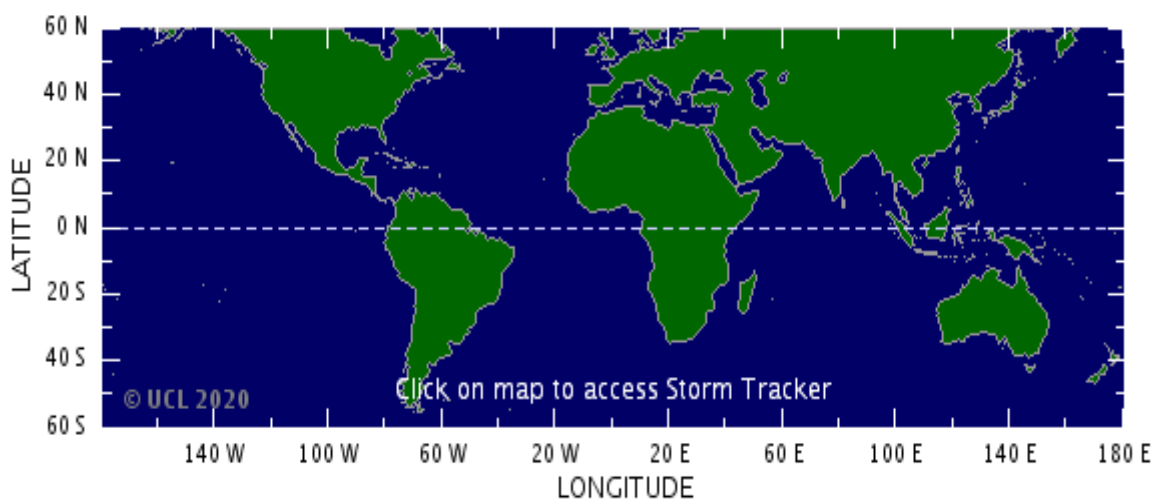 60 N
40 N
20 N
0 N
20 S
40 S
60 S
LATITUDE
Click on map to access Storm Tracker
© UCL 2020
140 W 100 W 60 W 20 W 20 E 60 E 100 E 140 E 180 E
LONGITUDE